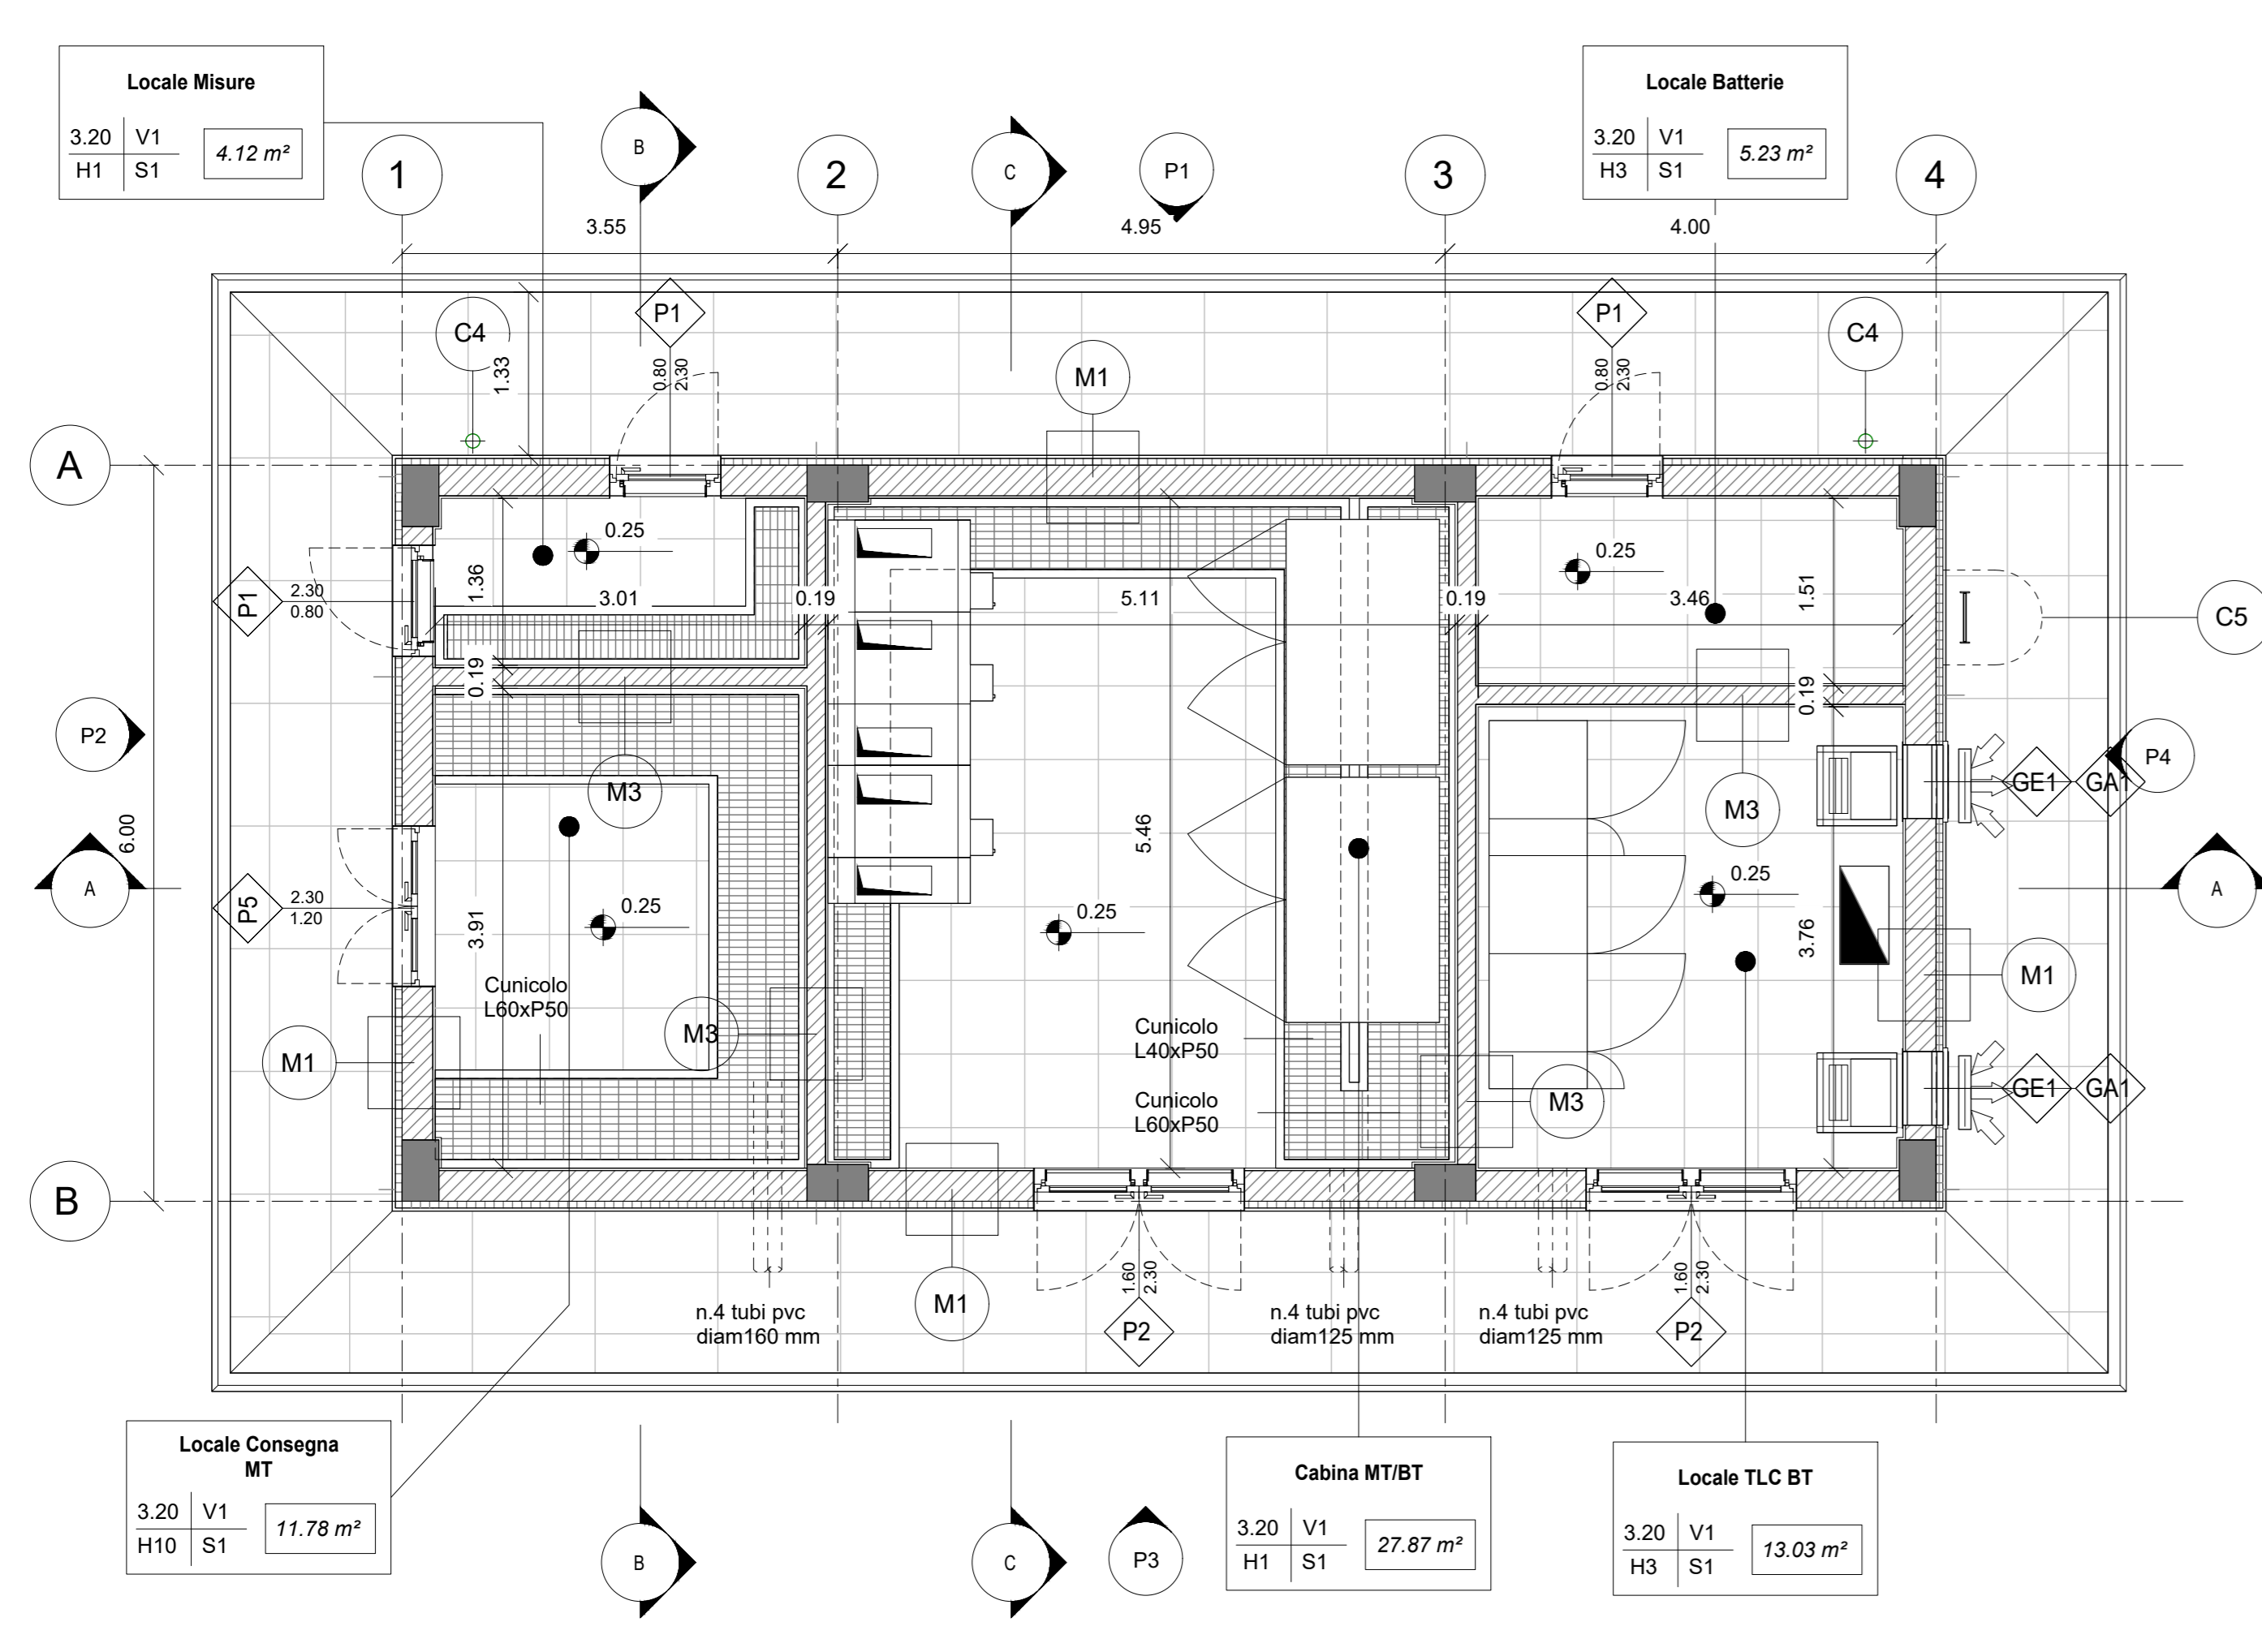 Locale Misure
3.20 V1
H1 S1
4.12 m²
Locale Batterie
3.20 V1
H3 S1
5.23 m²
B
C
P1
1
2
3
4
3.55
4.95
4.00
C4
1.33
P1
0.80
2.30
M1
P1
0.80
2.30
C4
A
0.25
1.36
3.01
0.19
5.11
0.19
0.25
3.46
1.51
P1
2.30
0.80
C5
0.19
0.19
P2
M3
M3
GE1
GA1
P4
6.00
A
5.46
A
P5
2.30
1.20
3.91
0.25
0.25
0.25
3.76
Cunicolo
L60xP50
M3
M1
M1
Cunicolo
L40xP50
Cunicolo
L60xP50
M3
GE1
GA1
B
M1
n.4 tubi pvc
diam160 mm
1.60
2.30
P2
n.4 tubi pvc
diam125 mm
n.4 tubi pvc
diam125 mm
1.60
2.30
P2
Locale Consegna
MT
3.20 V1
H10 S1
11.78 m²
B
C
P3
Cabina MT/BT
3.20 V1
H1 S1
27.87 m²
Locale TLC BT
3.20 V1
H3 S1
13.03 m²